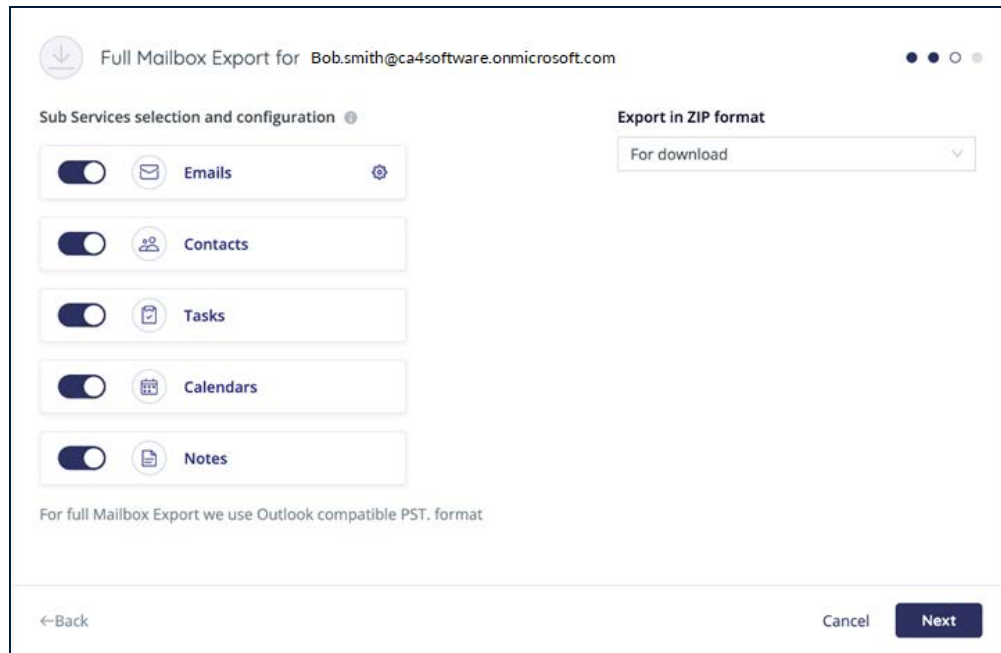 Full Mailbox Export for Bob.smith@ca4software.onmicrosoft.com
Sub Services selection and configuration
Export in ZIP format
For download
Emails
Contacts
Tasks
Calendars
Notes
For full Mailbox Export we use Outlook compatible PST. format
←Back
Cancel
Next